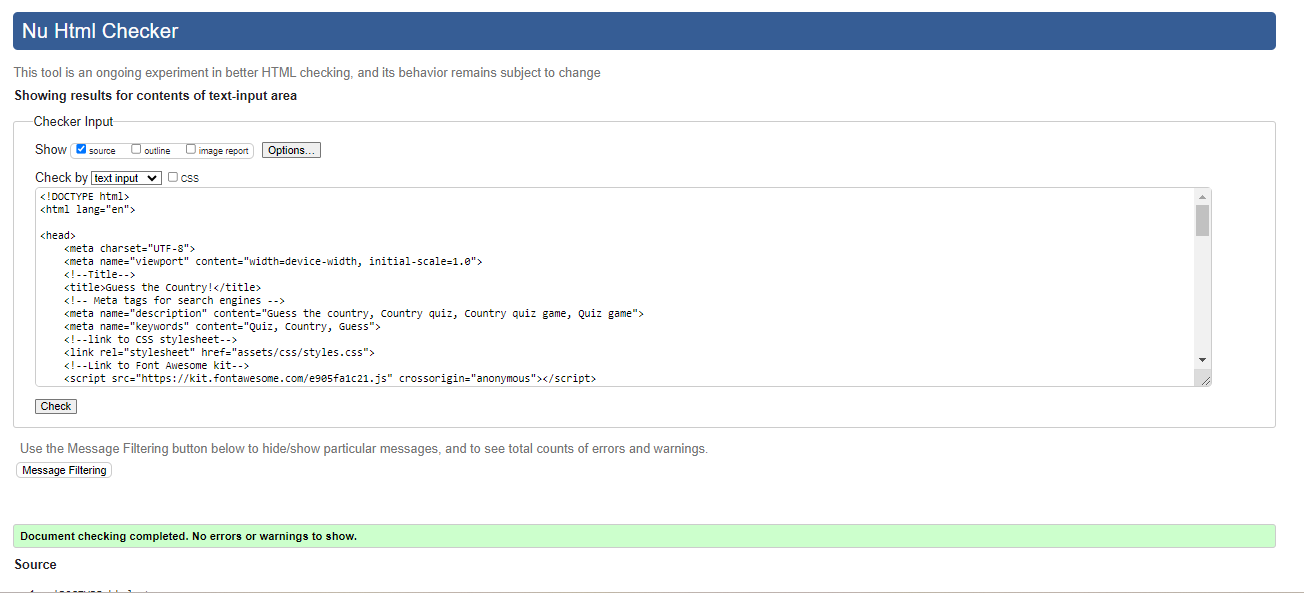 Nu Html Checker
This tool is an ongoing experiment in better HTML checking, and its behavior remains subject to change
Showing results for contents of text-input area
Checker Input
Show source outline image report Options...
Check by text input CSS
<!DOCTYPE html>
<html lang="en">
<head>
<meta charset="UTF-8">
<meta name="viewport" content="width=device-width, initial-scale=1.0">
<!--Title-->
<title>Guess the Country!</title>
<!-- Meta tags for search engines -->
<meta name="description" content="Guess the country, Country quiz, Country quiz game, Quiz game">
<meta name="keywords" content="Quiz, Country, Guess">
<!--link to CSS stylesheet-->
<link rel="stylesheet" href="assets/css/styles.css">
<!--Link to Font Awesome kit-->
<script src="https://kit.fontawesome.com/e905fa1c21.js" crossorigin="anonymous"></script>
Check
Use the Message Filtering button below to hide/show particular messages, and to see total counts of errors and warnings.
Message Filtering
Document checking completed. No errors or warnings to show.
Source